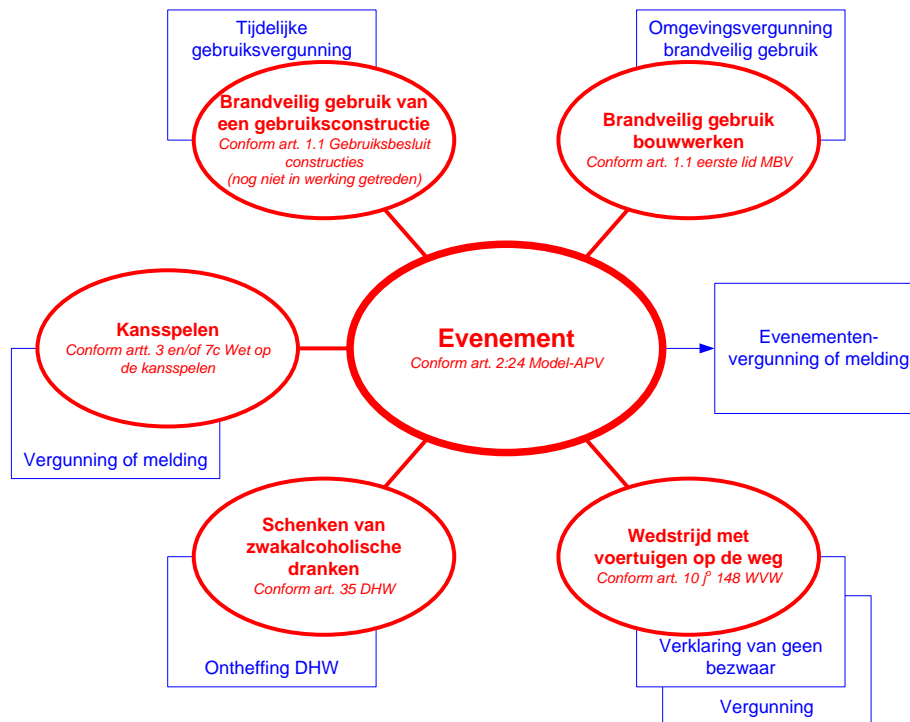 Tijdelijke
gebruiksvergunning
Brandveilig gebruik van
een gebruiksconstructie
Conform art. 1.1 Gebruiksbesluit
constructies
(nog niet in werking getreden)
Omgevingsvergunning
brandveilig gebruik
Brandveilig gebruik
bouwwerken
Conform art. 1.1 eerste lid MBV
Kansspelen
Conform artt. 3 en/of 7c Wet op
de kansspelen
Vergunning of melding
Evenement
Conform art. 2:24 Model-APV
Evenementen-
vergunning of melding
Schenken van
zwakalcoholische
dranken
Conform art. 35 DHW
Ontheffing DHW
Wedstrijd met
voertuigen op de weg
Conform art. 10 jº 148 WVW
Verklaring van geen
bezwaar
Vergunning